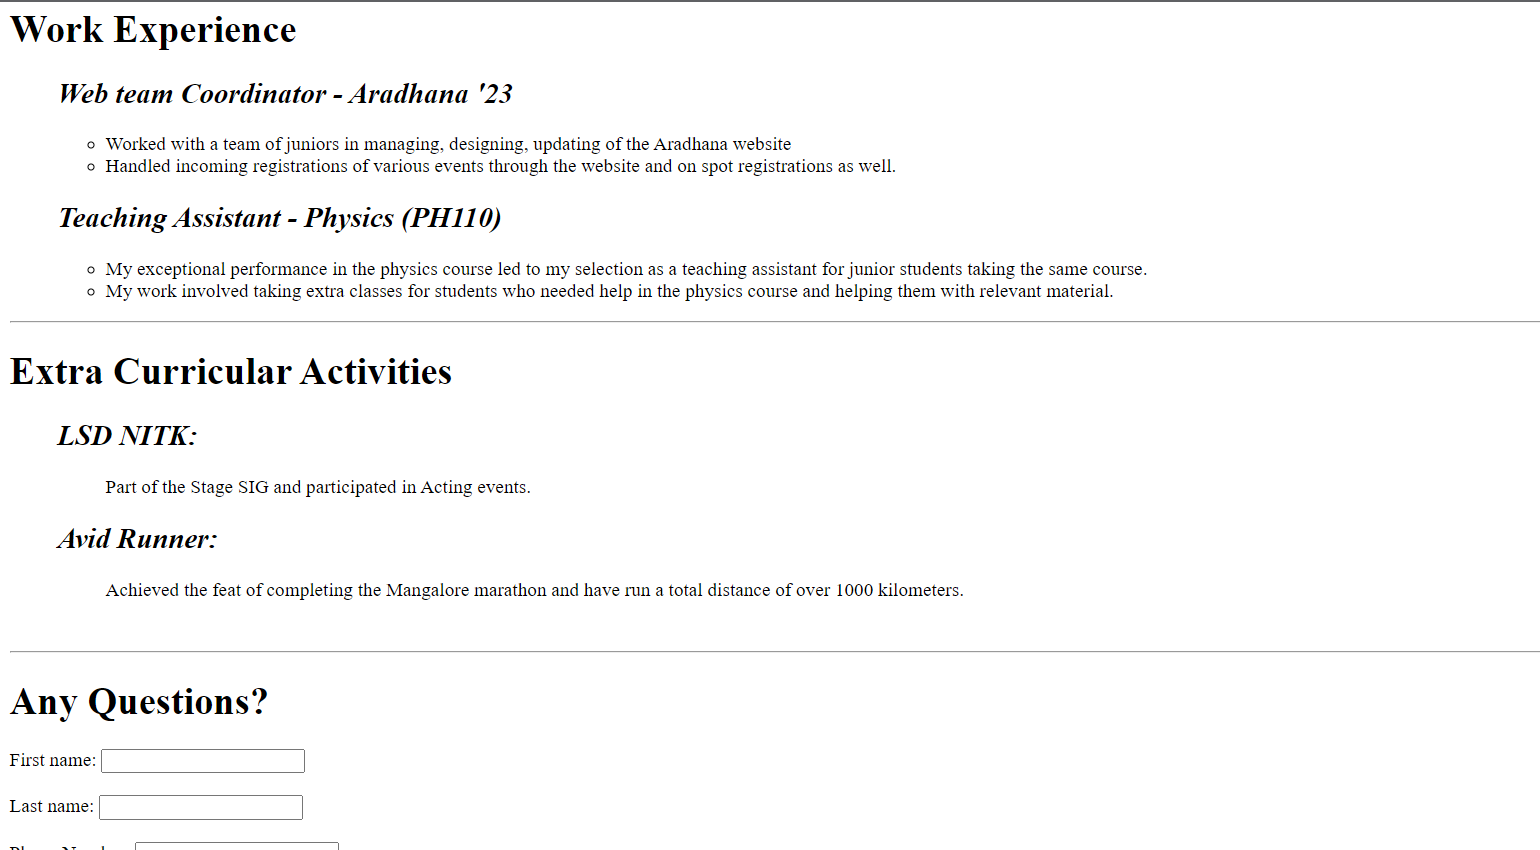 Work Experience
Web team Coordinator - Aradhana '23
Worked with a team of juniors in managing, designing, updating of the Aradhana website
Handled incoming registrations of various events through the website and on spot registrations as well.
Teaching Assistant - Physics (PH110)
My exceptional performance in the physics course led to my selection as a teaching assistant for junior students taking the same course.
My work involved taking extra classes for students who needed help in the physics course and helping them with relevant material.
Extra Curricular Activities
LSD NITK:
Part of the Stage SIG and participated in Acting events.
Avid Runner:
Achieved the feat of completing the Mangalore marathon and have run a total distance of over 1000 kilometers.
Any Questions?
First name:
Last name: